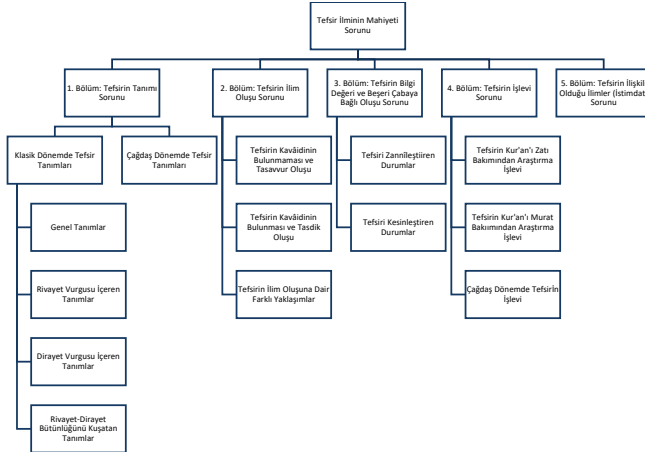 Tefsir İlminin Mahiyeti
Sorunu
1. Bölüm: Tefsirin Tanımı
Sorunu
2. Bölüm: Tefsirin İlim
Oluşu Sorunu
3. Bölüm: Tefsirin Bilgi
Değeri ve Beşeri Çabaya
Bağlı Oluşu Sorunu
4. Bölüm: Tefsirin İşlevi
Sorunu
5. Bölüm: Tefsirin İlişkili
Olduğu İlimler (İstimdat)
Sorunu
Klasik Dönemde Tefsir
Tanımları
Çağdaş Dönemde Tefsir
Tanımları
Genel Tanımlar
Rivayet Vurgusu İçeren
Tanımlar
Dirayet Vurgusu İçeren
Tanımlar
Rivayet-Dirayet
Bütünlüğünü Kuşatan
Tanımlar
Tefsirin Kavâidinin
Bulunmaması ve
Tasavvur Oluşu
Tefsirin Kavâidinin
Bulunması ve Tasdik
Oluşu
Tefsirin İlim Oluşuna Dair
Farklı Yaklaşımlar
Tefsiri Zannîleştiiren
Durumlar
Tefsiri Kesinleştiren
Durumlar
Tefsirin Kur'an'ı Zatı
Bakımından Araştırma
İşlevi
Tefsirin Kur'an'ı Murat
Bakıımından Araştırma
İşlevi
Çağdaş Dönemde Tefsirİn
İşlevi